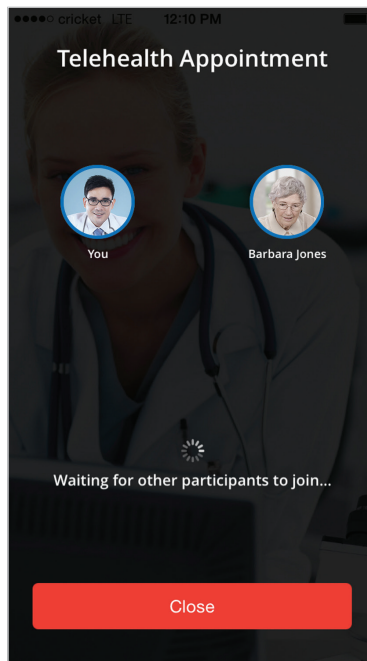 cricket LTE 12:10 PM
Telehealth Appointment
You Barbara Jones
Waiting for other participants to join...
Close